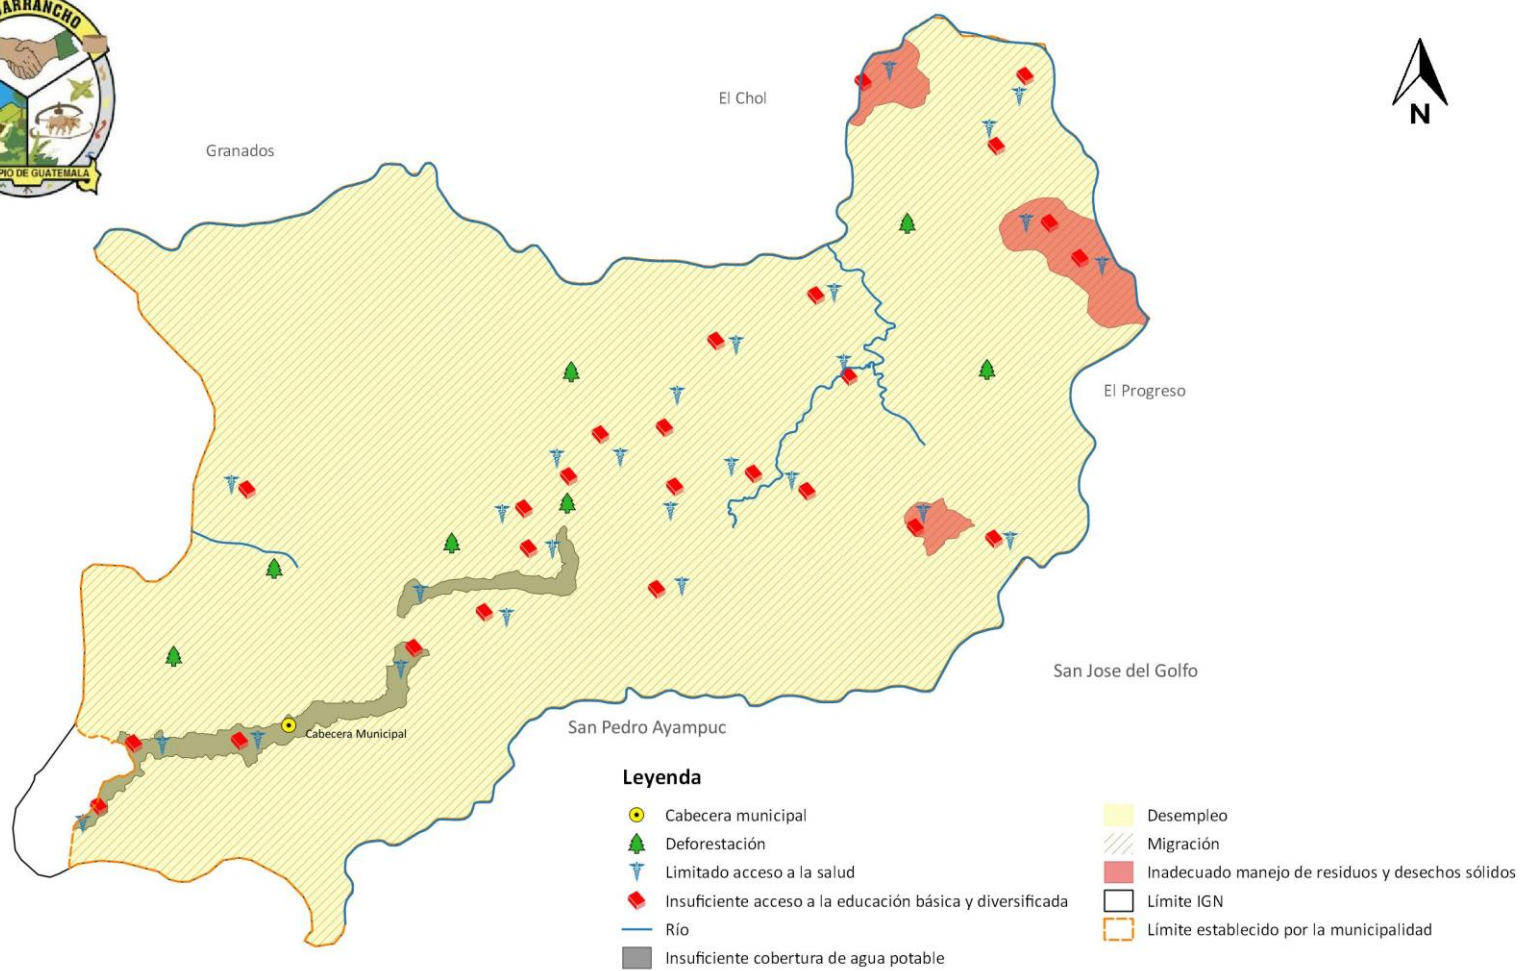 ARRANCHO
PIO DE GUATEMALA
N
El Chol
Granados
El Progreso
San Jose del Golfo
San Pedro Ayampuc
Cabecera Municipal
Leyenda
Cabecera municipal
Deforestación
Limitado acceso a la salud
Insuficiente acceso a la educación básica y diversificada
Río
Insuficiente cobertura de agua potable
Desempleo
Migración
Inadecuado manejo de residuos y desechos sólidos
Límite IGN
Límite establecido por la municipalidad